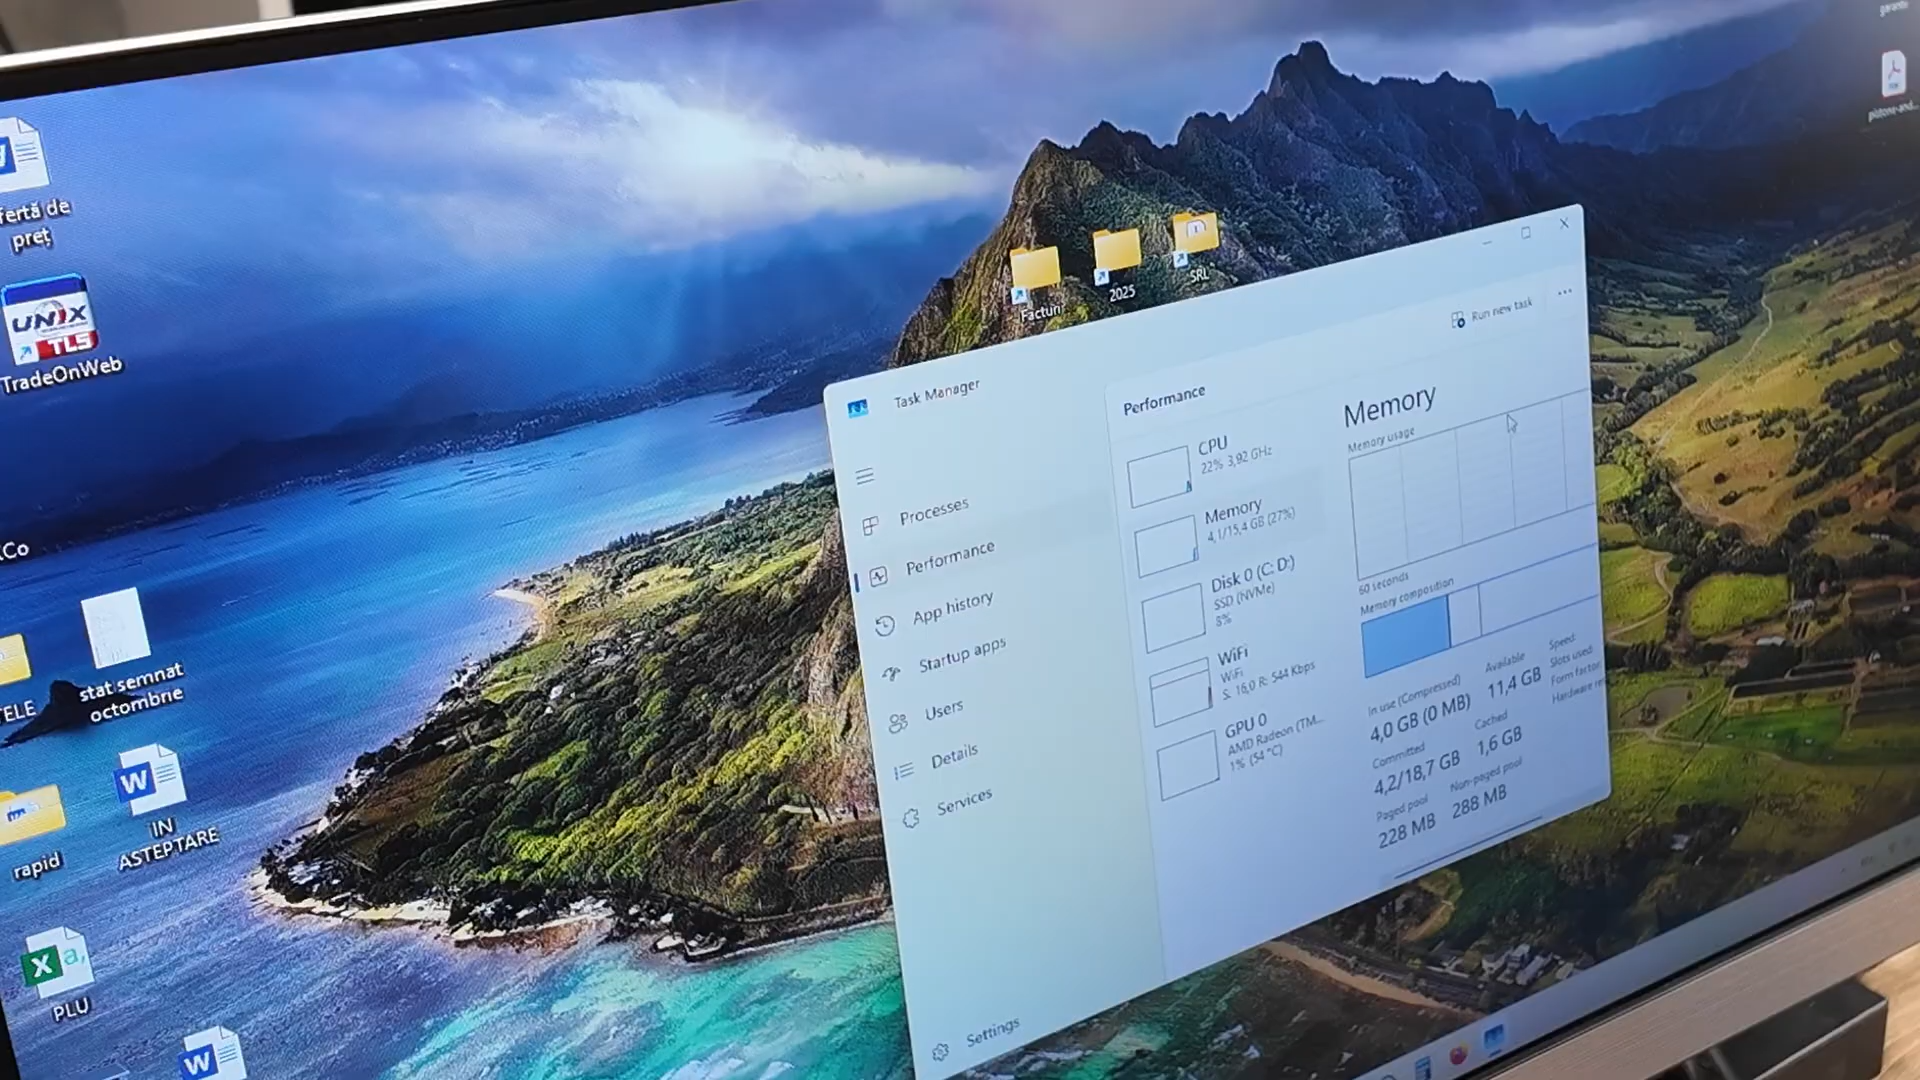 fertă de
preț
UNIX
TLS
TradeOnWeb
Co
stat semnat
octombrie
TELE
W
IN
ASTEPTARE
rapid
X a,
PLU
W
Facturi
2025
SRL
Task Manager
Run new task
Processes
Performance
App history
Startup apps
Users
Details
Services
Settings
Performance
CPU
22% 3,92 GHz
Memory
4,1/15,4 GB (27%)
Disk 0 (C: D:)
SSD (NVMe)
8%
WiFi
WiFi
S: 16,0 R: 544 Kbps
GPU 0
AMD Radeon (TM...
1% (54 °C)
Memory
Memory usage
60 seconds
Memory composition
In use (Compressed)
4,0 GB (0 MB)
Available
11,4 GB
Committed
4,2/18,7 GB
Cached
1,6 GB
Paged pool
228 MB
Non-paged pool
288 MB
Speed:
Slots used
Form factor
Hardware re